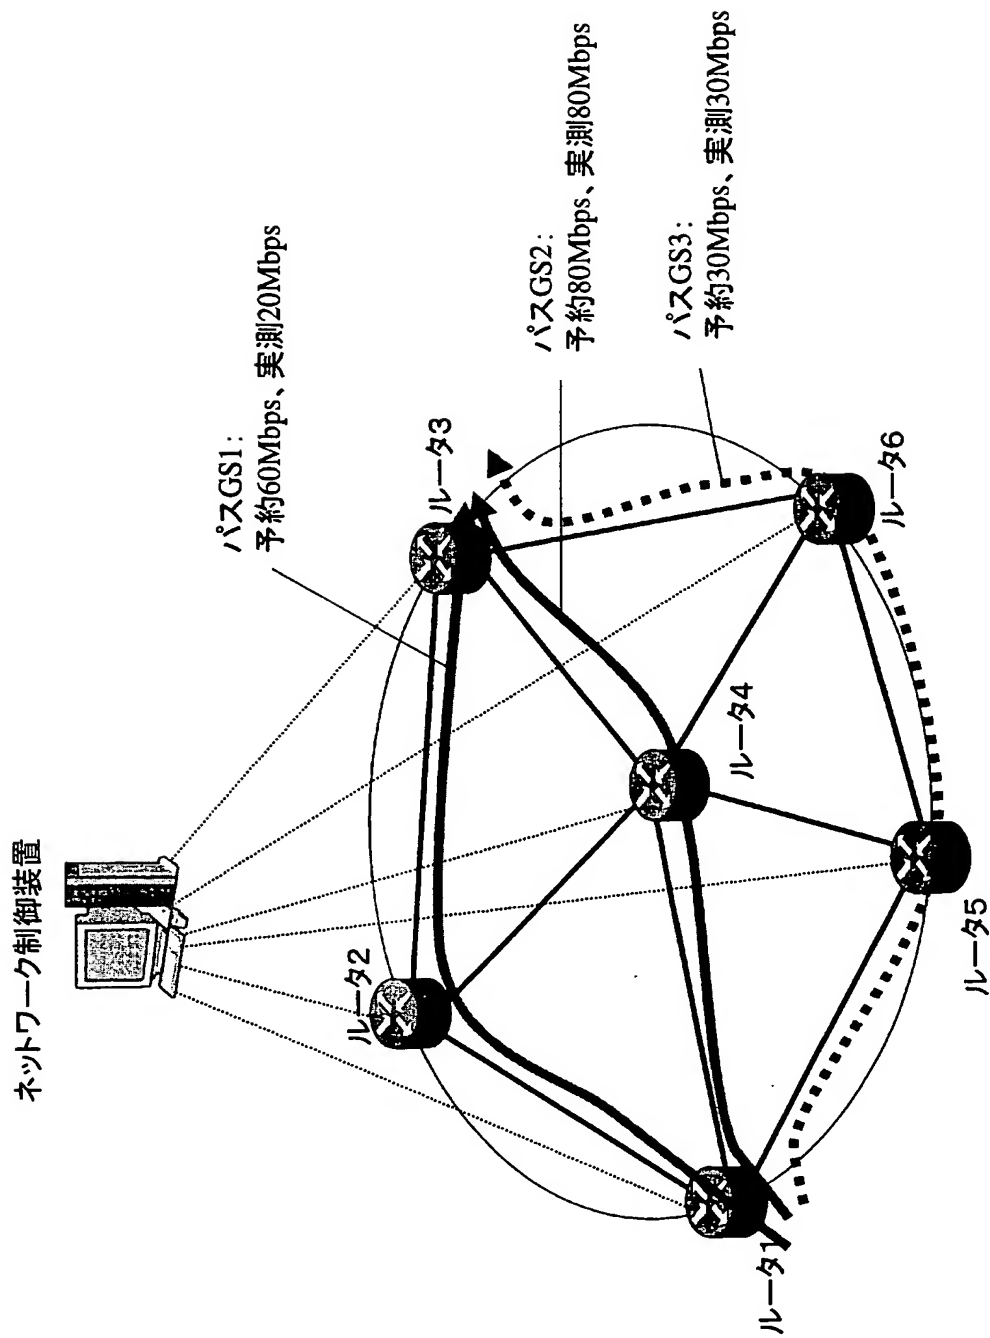 ネットワーク制御装置
パスGS1:
予約60Mbps、実測20Mbps
ルータ2
ルータ3
パスGS2:
予約80Mbps、実測80Mbps
パスGS3:
予約30Mbps、実測30Mbps
ルータ1
ルータ4
ルータ5
ルータ6